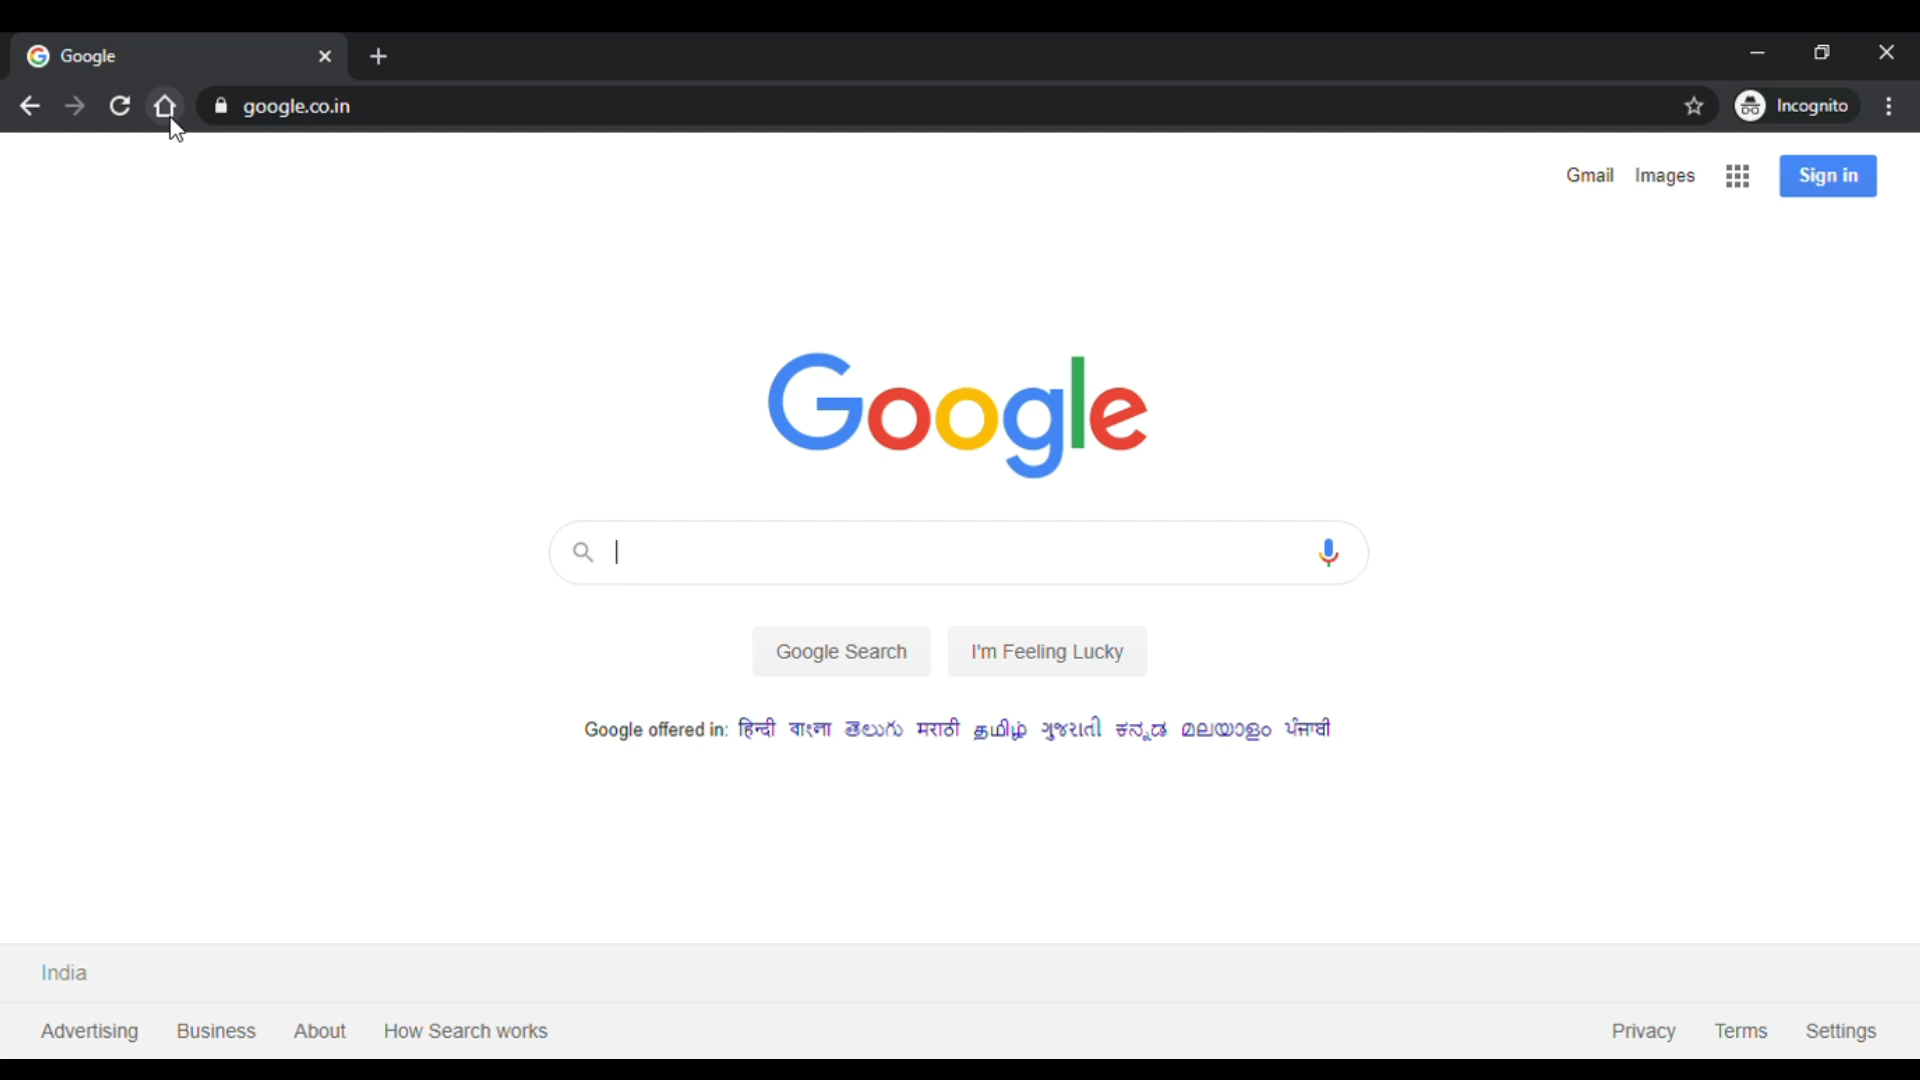 Google
google.co.in
Incognito
Gmail Images Sign in
Google
Google Search I'm Feeling Lucky
Google offered in: हिन्दी বাংলা తెలుగు मराठी தமிழ் ગુજરાતી ಕನ್ನಡ മലയാളം ਪੰਜਾਬੀ
India
Advertising Business About How Search works Privacy Terms Settings